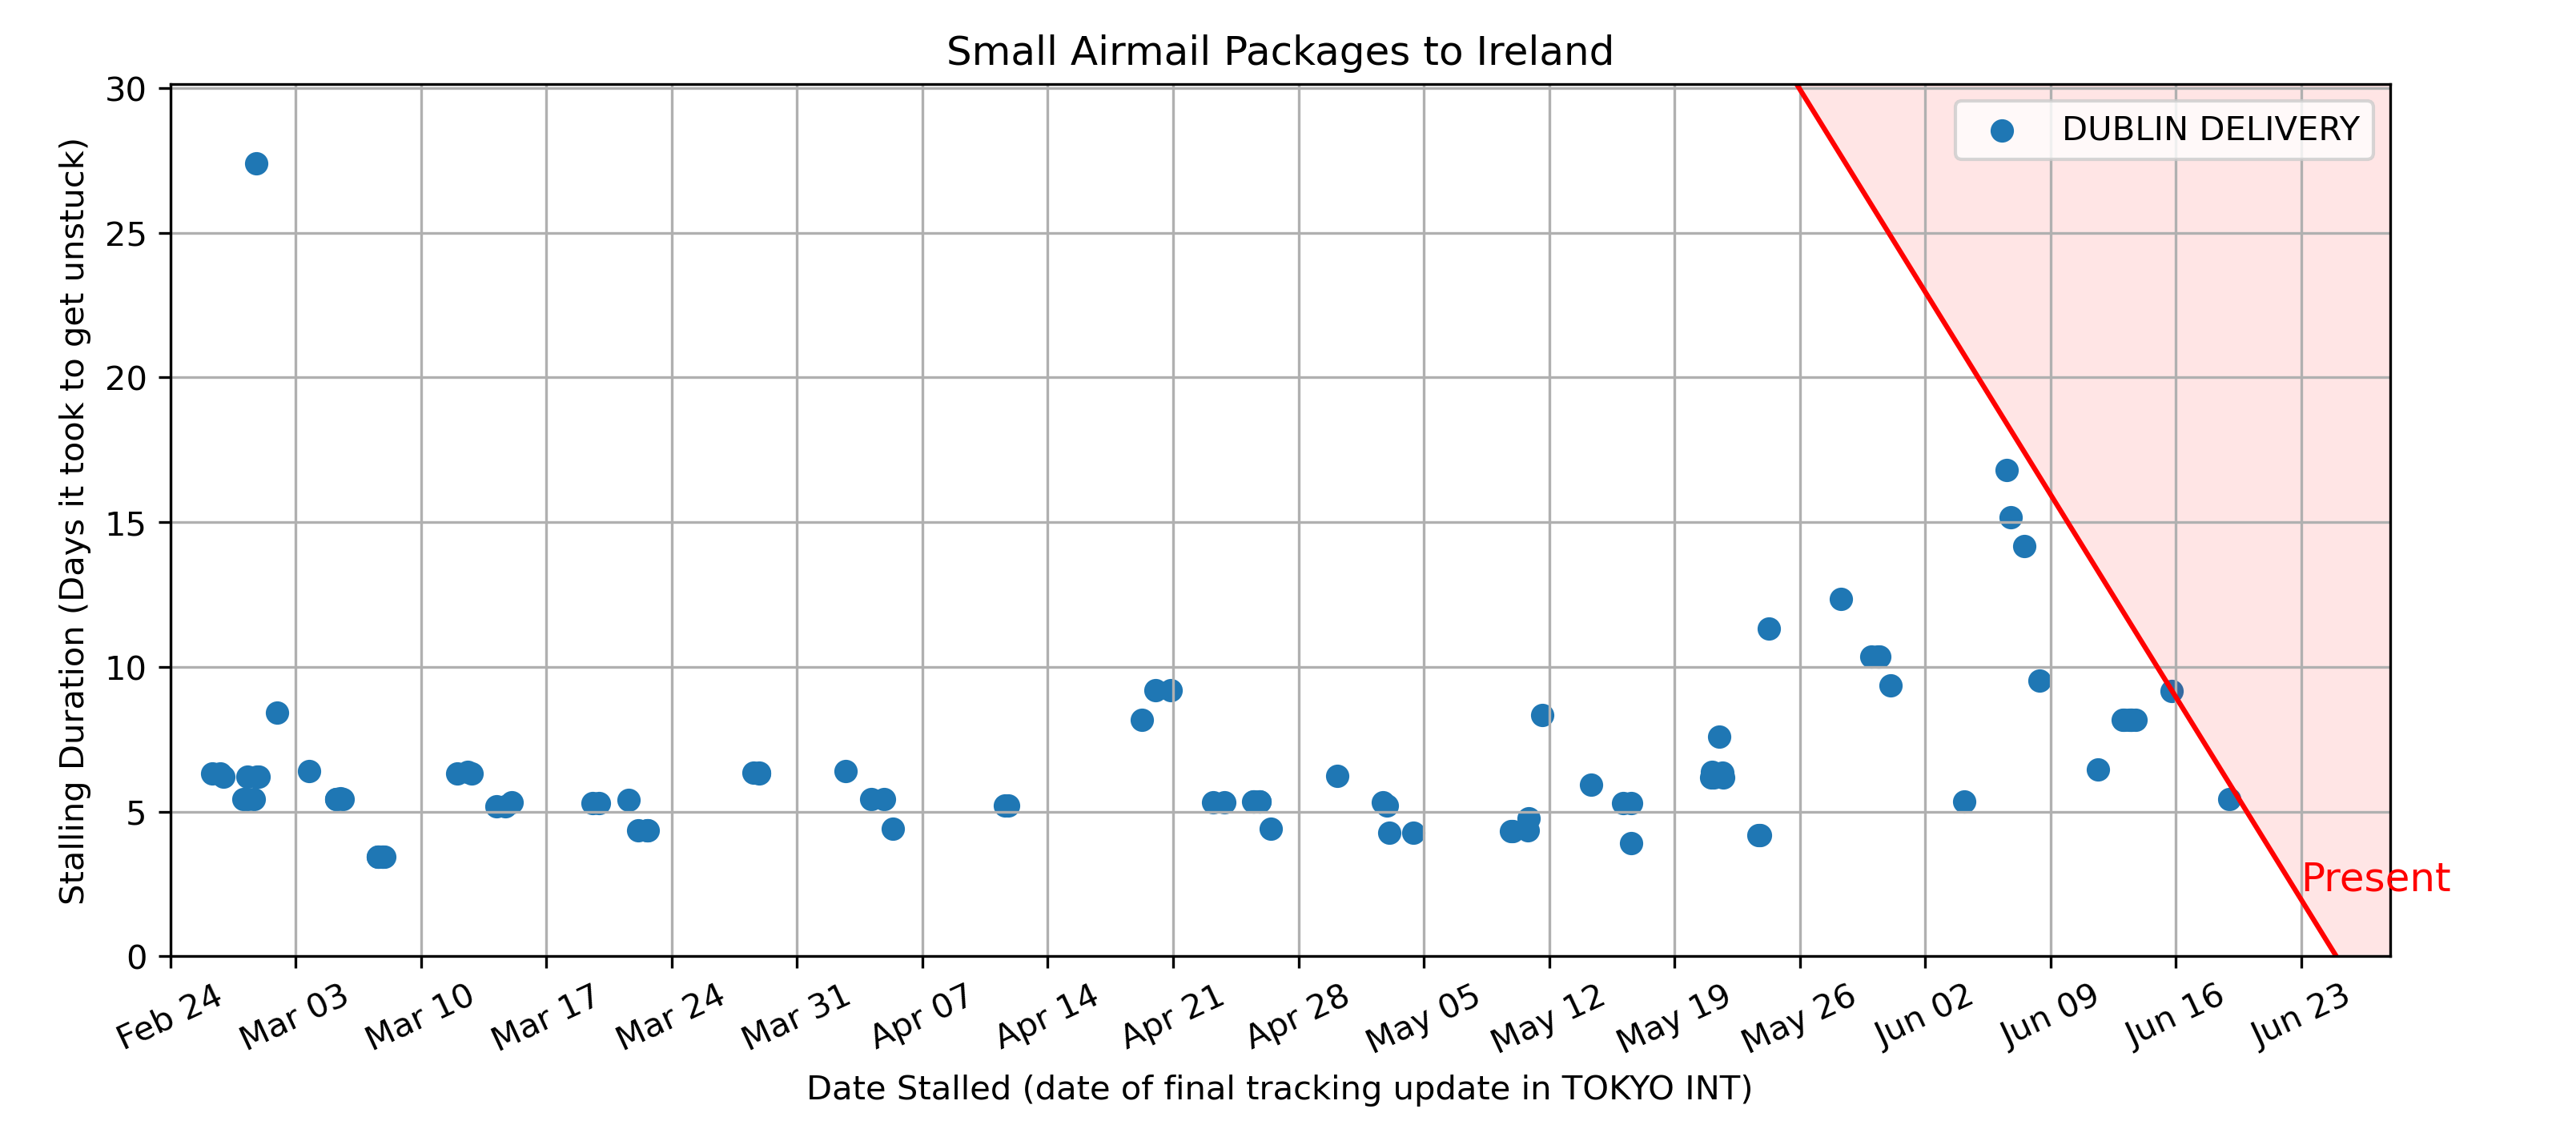 Small Airmail Packages to Ireland
Stalling Duration (Days it took to get unstuck)
30
25
20
15
10
5
0
DUBLIN DELIVERY
Present
Feb 24
Mar 03
Mar 10
Mar 17
Mar 24
Mar 31
Apr 07
Apr 14
Apr 21
Apr 28
May 05
May 12
May 19
May 26
Jun 02
Jun 09
Jun 16
Jun 23
Date Stalled (date of final tracking update in TOKYO INT)